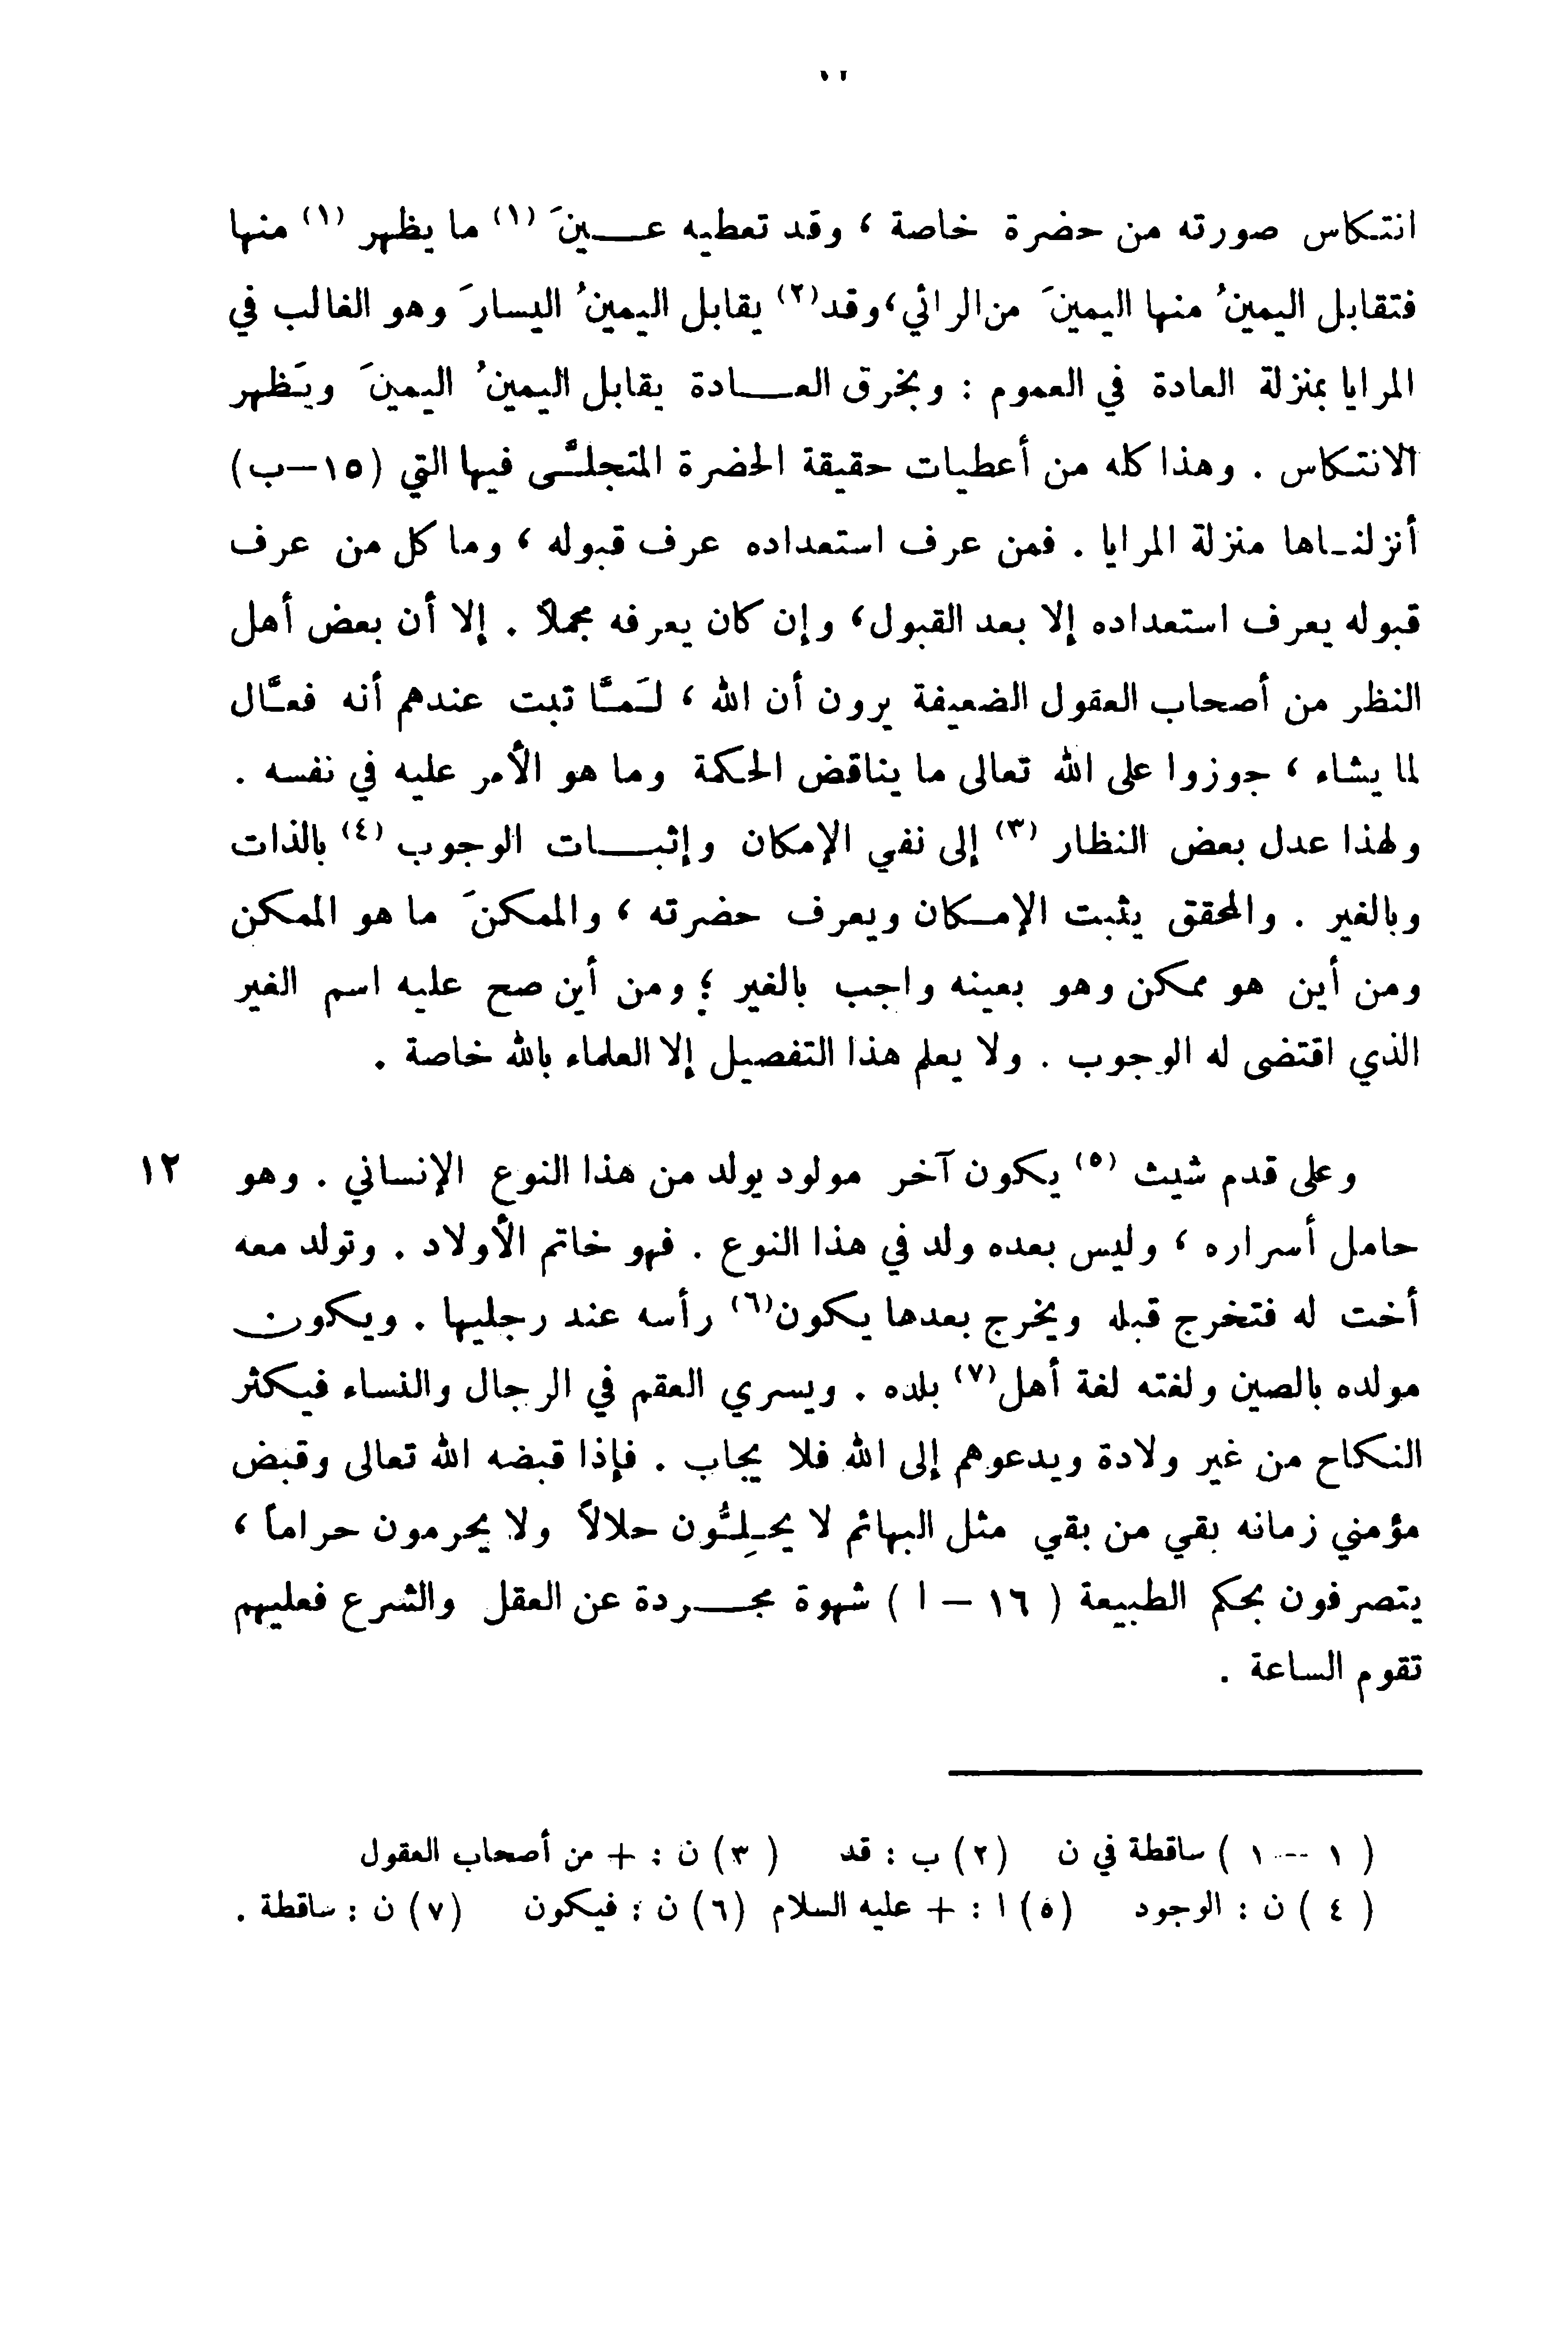 انتكاس صورته من حضرة خاصة ، وقد تعطيه عــين َ (١) ما يظهر (١) منها
فتقابل اليمينُ منها اليمينَ من الرائي،وقد(٢) يقابل اليمينُ اليسارَ وهو الغالب في
المرايا بمنزلة العادة في العموم : وبخرق العــادة يقابل اليمينُ اليمينَ ويَظهر
الانتكاس . وهذا كله من أعطيات حقيقة الحضرة المتجلَّى فيها التي (١٥–ب)
أنزلنـاها منزلة المرايا . فمن عرف استعداده عرف قبوله ، وما كل من عرف
قبوله يعرف استعداده إلا بعد القبول، وإن كان يعرفه مجملاً . إلا أن بعض أهل
النظر من أصحاب العقول الضعيفة يرون أن الله ، لَمَّا ثبت عندهم أنه فعَّال
لما يشاء ، جوزوا على الله تعالى ما يناقض الحكمة وما هو الأمر عليه في نفسه .
ولهذا عدل بعض النظار (٣) إلى نفي الإمكان وإثبــات الوجوب (٤) بالذات
وبالغير . والمحقق يثبت الإمـكان ويعرف حضرته ، والممكنَ ما هو الممكن
ومن أين هو ممكن وهو بعينه واجب بالغير ؛ ومن أين صح عليه اسم الغير
الذي اقتضى له الوجوب . ولا يعلم هذا التفصيل إلا العلماء بالله خاصة .
وعلى قدم شيث (٥) يكون آخر مولود يولد من هذا النوع الإنساني . وهو ١٢
حامل أسراره ، وليس بعده ولد في هذا النوع . فهو خاتم الأولاد . وتولد معه
أخت له فتخرج قبله ويخرج بعدها يكون(٦) رأسه عند رجليها . ويكون
مولده بالصين ولغته لغة أهل(٧) بلده . ويسري العقم في الرجال والنساء فيكثر
النكاح من غير ولادة ويدعوهم إلى الله فلا يجاب . فإذا قبضه الله تعالى وقبض
مؤمني زمانه بقي من بقي مثل البهائم لا يحـِلـُّون حلالاً ولا يحرمون حراماً ،
يتصرفون بحكم الطبيعة ( ١٦ – ا ) شهوة مجــردة عن العقل والشرع فعليهم
تقوم الساعة .
( ١ -- ١ ) ساقطة في ن (٢) ب : قد ( ٣) ن : + من أصحاب العقول
( ٤ ) ن : الوجود (٥) ا : + عليه السلام (٦) ن : فيكون (٧) ن : ساقطة .